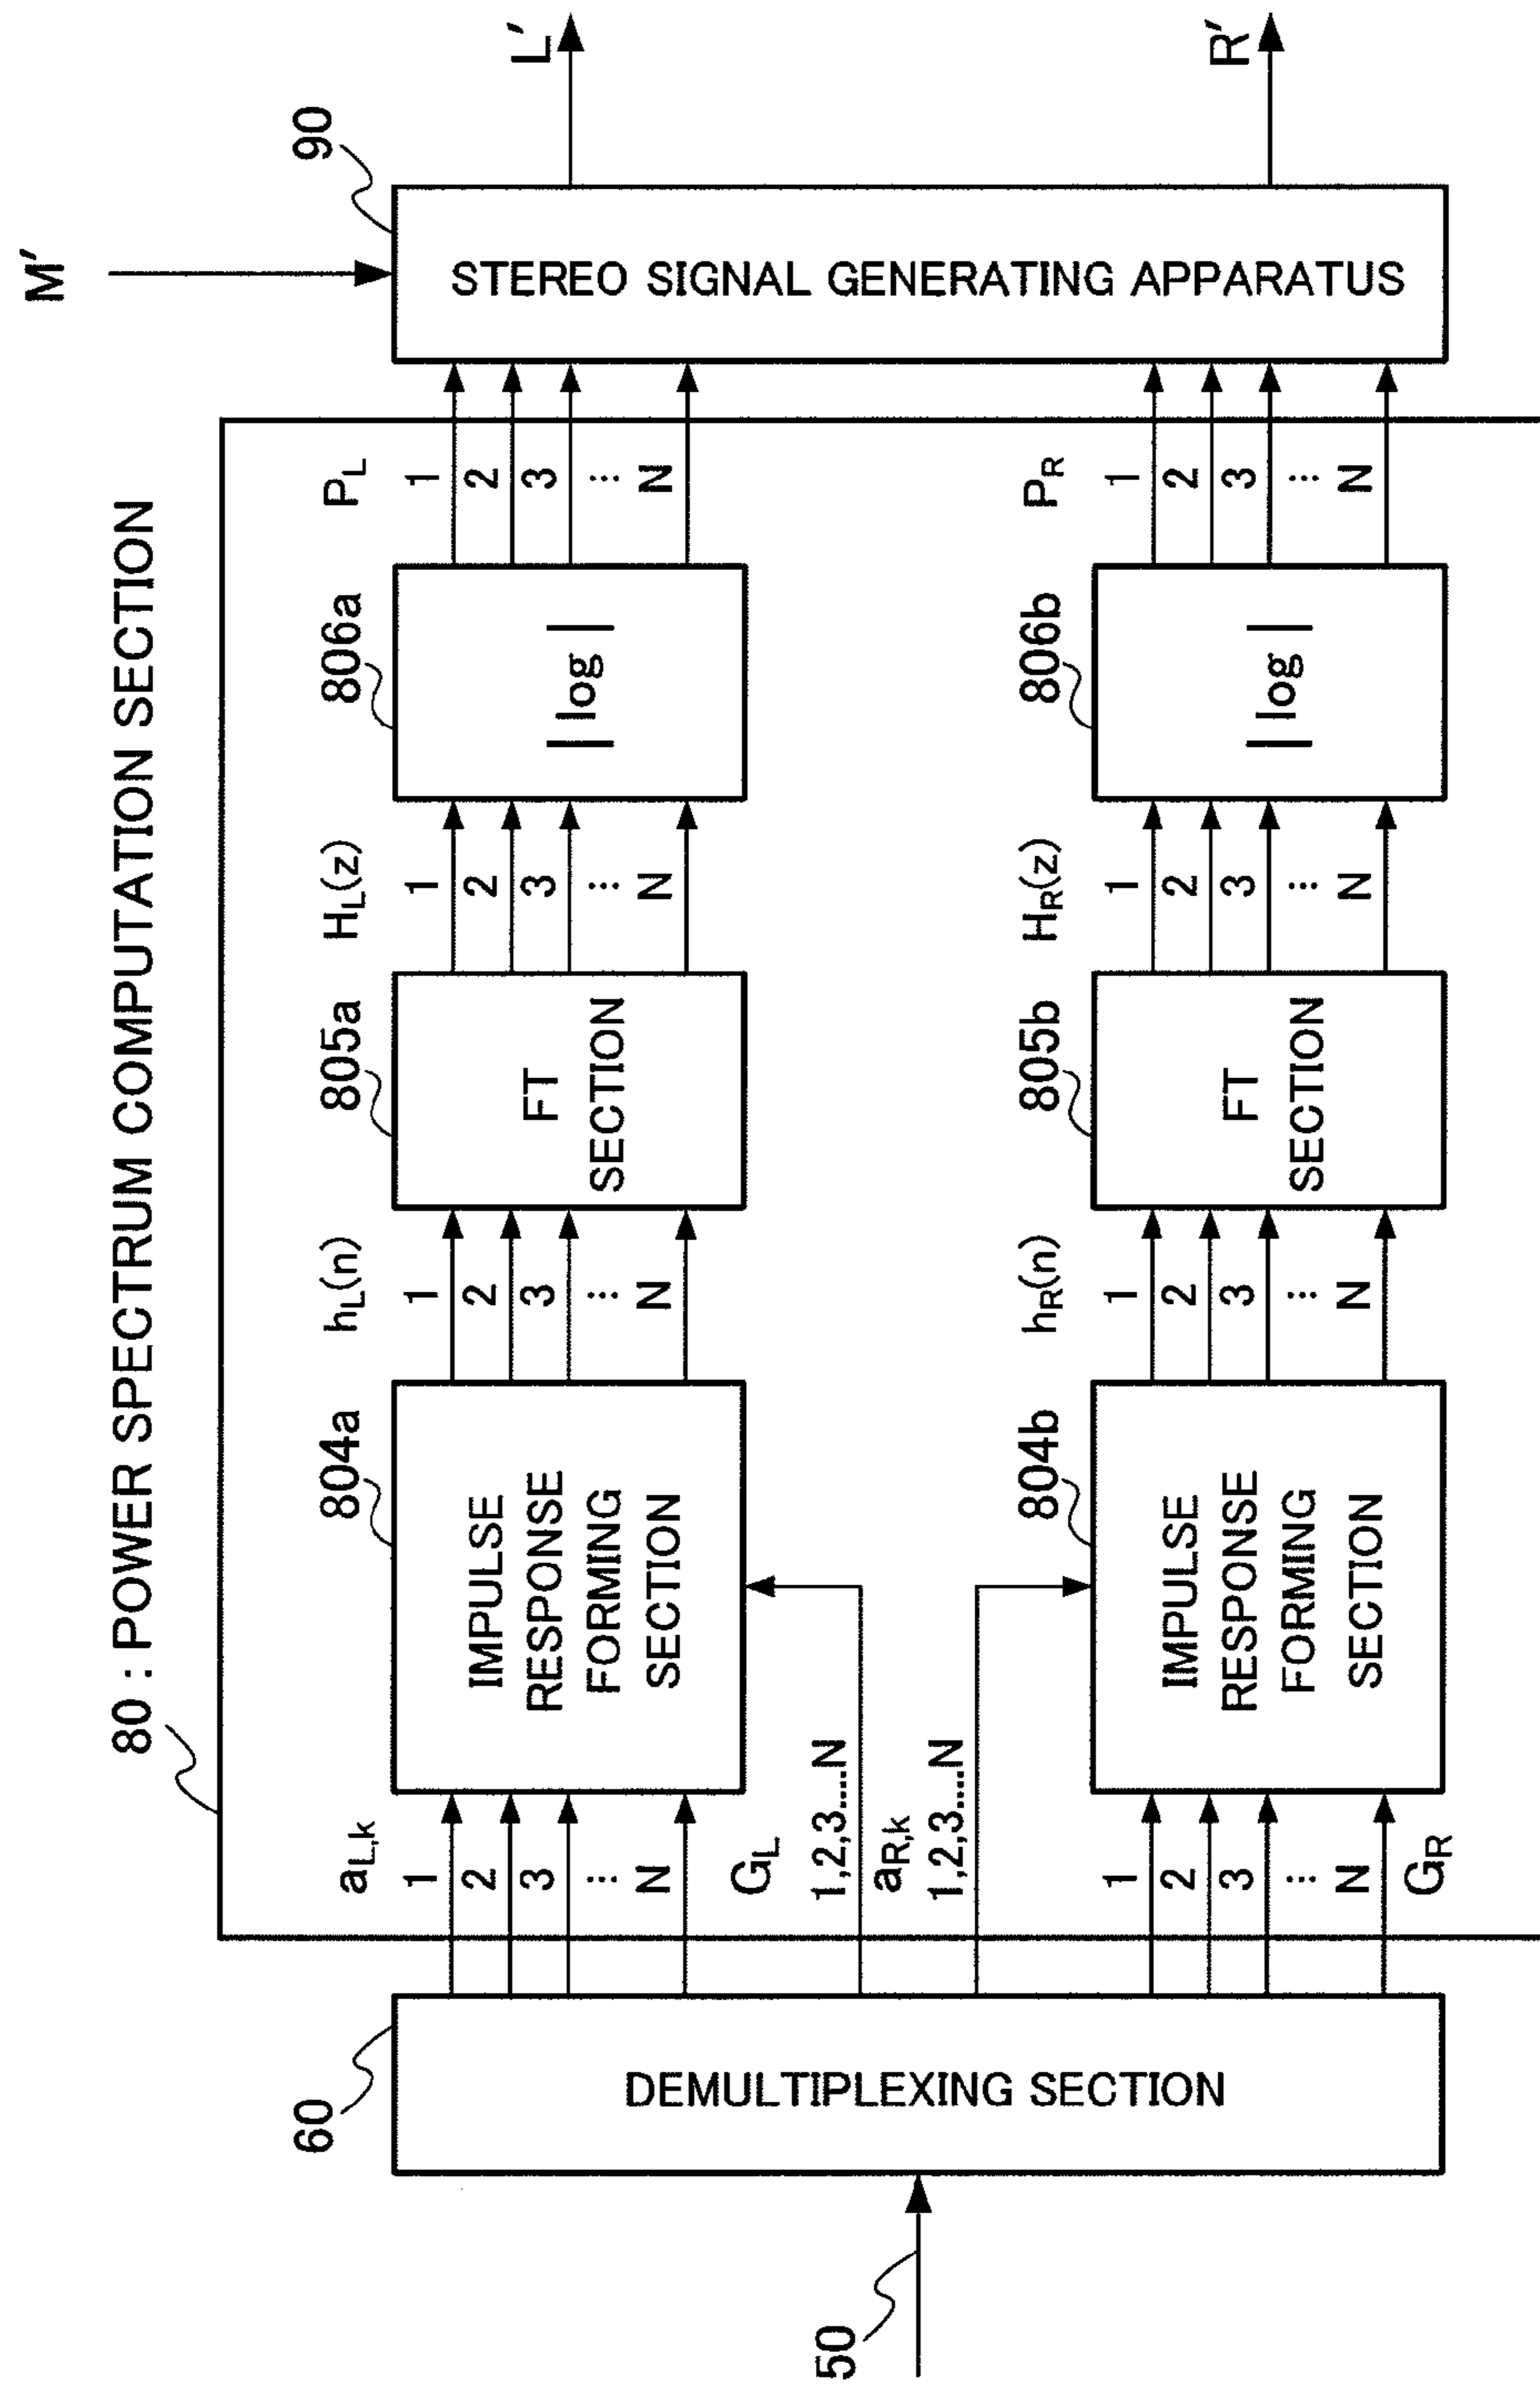 80 : POWER SPECTRUM COMPUTATION SECTION
M′
60
50
DEMULTIPLEXING SECTION
a_{L,k}
1
2
3
...
N
G_L
1,2,3....N
a_{R,k}
1,2,3....N
1
2
3
...
N
G_R
804a
IMPULSE
RESPONSE
FORMING
SECTION
h_L(n)
1
2
3
...
N
805a
FT
SECTION
H_L(z)
1
2
3
...
N
806a
| log |
P_L
1
2
3
...
N
804b
IMPULSE
RESPONSE
FORMING
SECTION
h_R(n)
1
2
3
...
N
805b
FT
SECTION
H_R(z)
1
2
3
...
N
806b
| log |
P_R
1
2
3
...
N
90
STEREO SIGNAL GENERATING APPARATUS
L′
R′